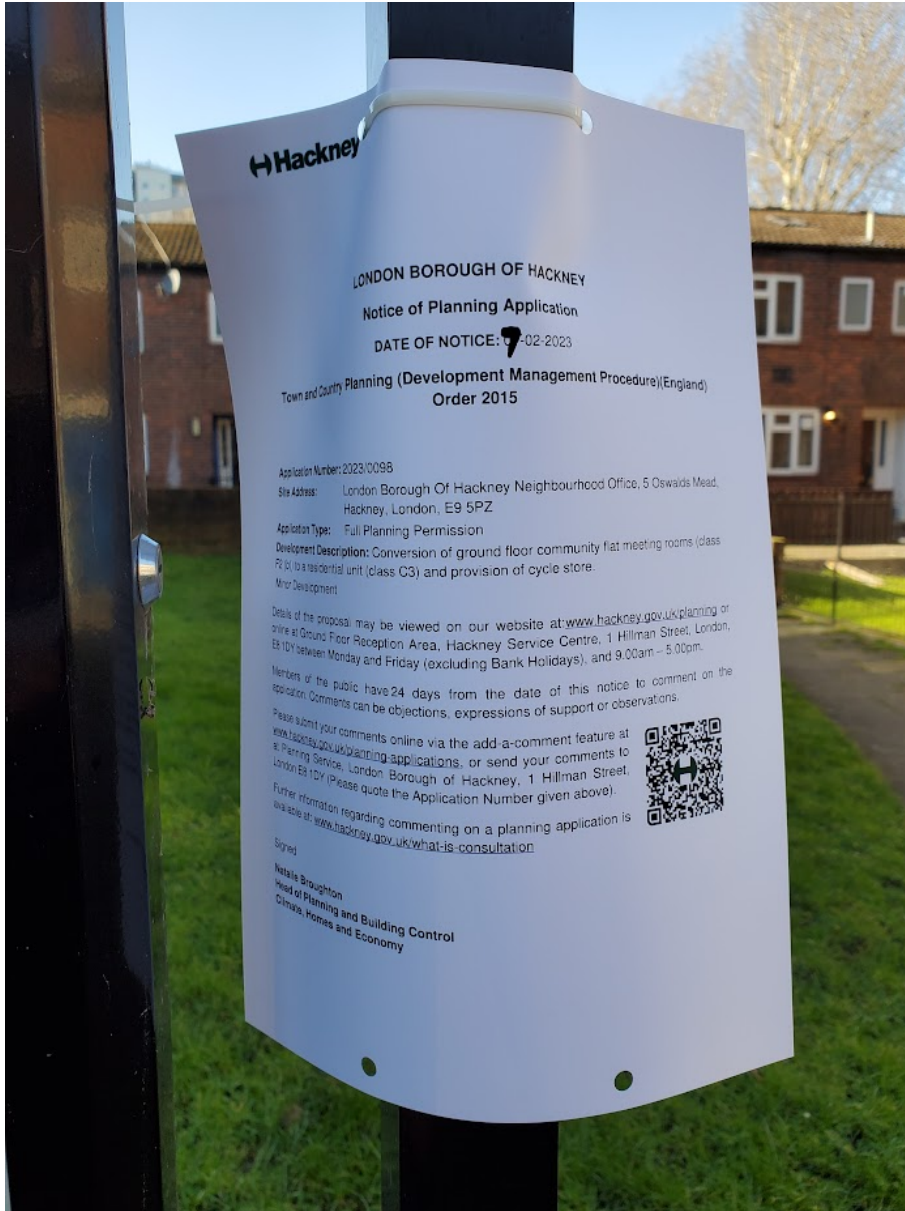 Hackney
LONDON BOROUGH OF HACKNEY
Notice of Planning Application
DATE OF NOTICE: 7-02-2023
Town and Country Planning (Development Management Procedure)(England)
Order 2015
Application Number: 2023/0098
Site Address: London Borough Of Hackney Neighbourhood Office, 5 Oswalds Mead,
Hackney, London, E9 5PZ
Application Type: Full Planning Permission
Development Description: Conversion of ground floor community flat meeting rooms (class
F2 (b) to a residential unit (class C3) and provision of cycle store.
Minor Development
Details of the proposal may be viewed on our website at:www.hackney.gov.uk/planning or
online at Ground Floor Reception Area, Hackney Service Centre, 1 Hillman Street, London,
E8 1DY between Monday and Friday (excluding Bank Holidays), and 9.00am – 5.00pm.
Members of the public have 24 days from the date of this notice to comment on the
application. Comments can be objections, expressions of support or observations.
Please submit your comments online via the add-a-comment feature at
www.hackney.gov.uk/planning-applications, or send your comments to
at Planning Service, London Borough of Hackney, 1 Hillman Street,
London E8 1DY (Please quote the Application Number given above).
Further information regarding commenting on a planning application is
available at: www.hackney.gov.uk/what-is-consultation
Signed
Natalie Broughton
Head of Planning and Building Control
Climate, Homes and Economy